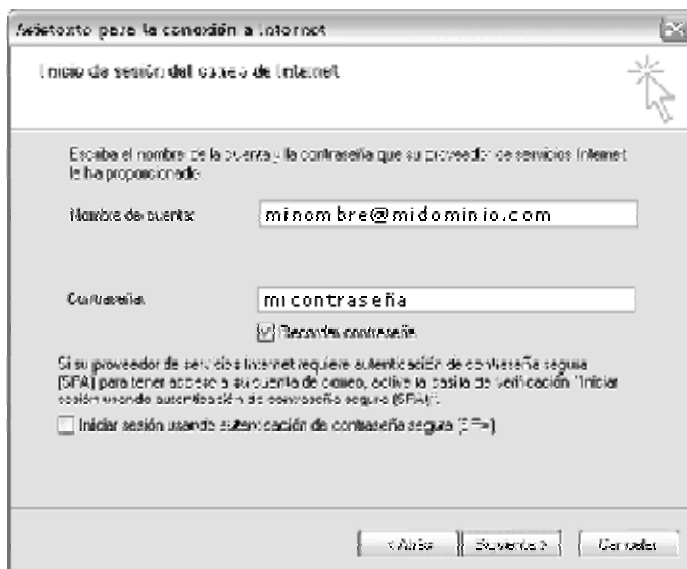 Asistente para la conexión a Internet
Inicio de sesión del correo de Internet
Escriba el nombre de la cuenta y la contraseña que su proveedor de servicios Internet
le ha proporcionado.
Nombre de cuenta:
minombre@midominio.com
Contraseña:
micontraseña
Recordar contraseña
Si su proveedor de servicios Internet requiere autenticación de contraseña segura
(SPA) para tener acceso a su cuenta de correo, active la casilla de verificación "Iniciar
sesión usando autenticación de contraseña segura (SPA)".
Iniciar sesión usando autenticación de contraseña segura (SPA)
< Atrás
Siguiente >
Cancelar